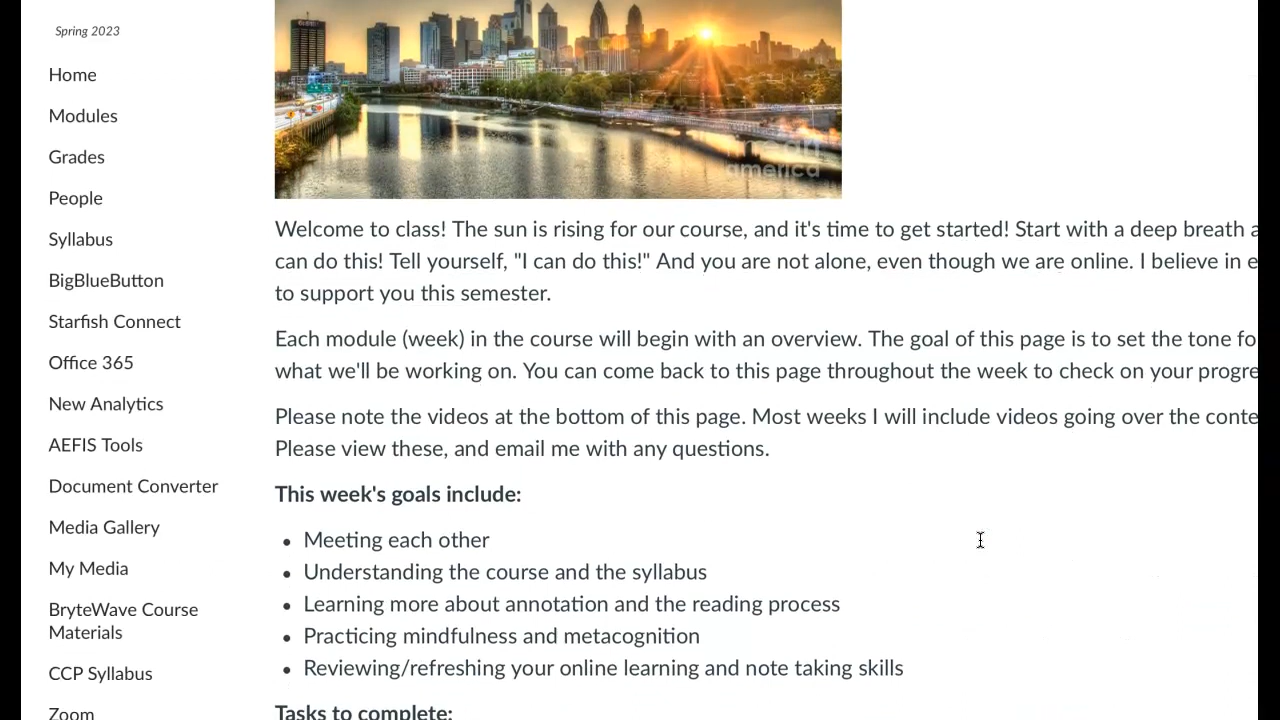 Spring 2023
Home
Modules
Grades
People
Syllabus
BigBlueButton
Starfish Connect
Office 365
New Analytics
AEFIS Tools
Document Converter
Media Gallery
My Media
BryteWave Course
Materials
CCP Syllabus
Zoom
america
Welcome to class! The sun is rising for our course, and it's time to get started! Start with a deep breath a
can do this! Tell yourself, "I can do this!" And you are not alone, even though we are online. I believe in e
to support you this semester.
Each module (week) in the course will begin with an overview. The goal of this page is to set the tone fo
what we'll be working on. You can come back to this page throughout the week to check on your progre
Please note the videos at the bottom of this page. Most weeks I will include videos going over the conte
Please view these, and email me with any questions.
This week's goals include:
• Meeting each other
• Understanding the course and the syllabus
• Learning more about annotation and the reading process
• Practicing mindfulness and metacognition
• Reviewing/refreshing your online learning and note taking skills
Tasks to complete: